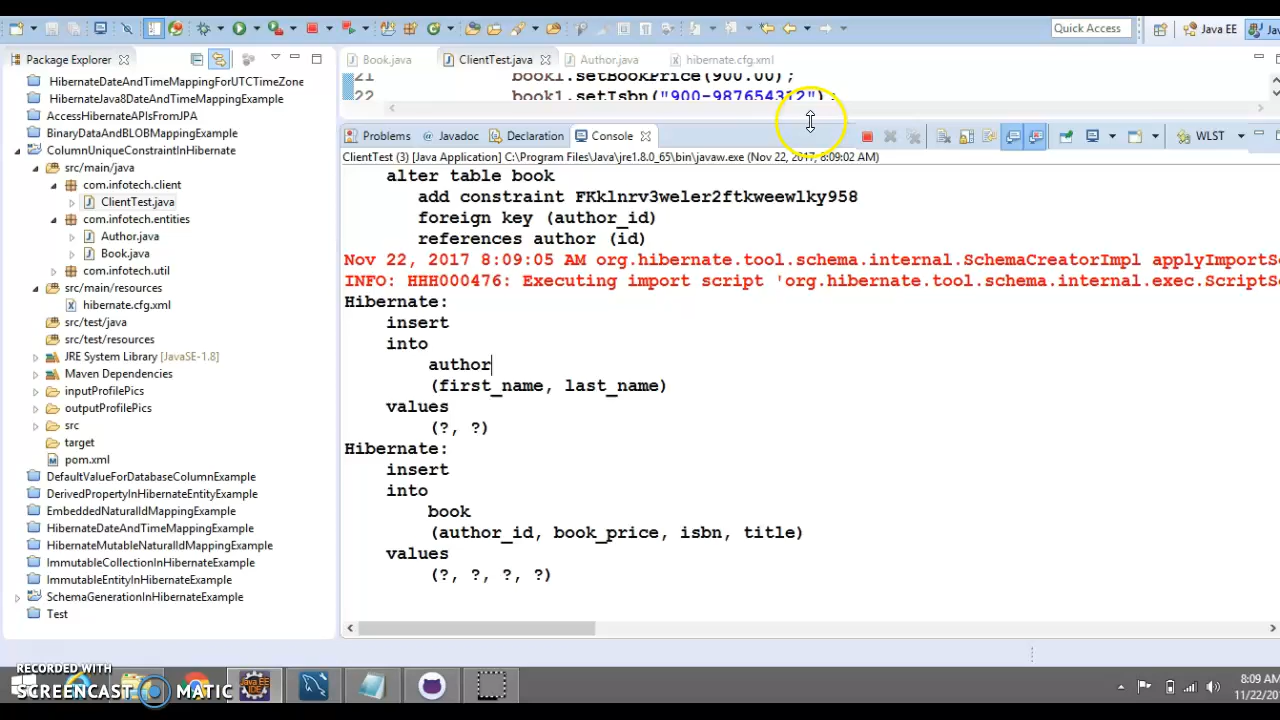 Quick Access
Java EE
Package Explorer
Book.java
ClientTest.java
Author.java
hibernate.cfg.xml
21 book1.setBookPrice(900.00);
22 book1.setIsbn("900-987654312");
Problems
Javadoc
Declaration
Console
WLST
ClientTest (3) [Java Application] C:\Program Files\Java\jre1.8.0_65\bin\javaw.exe (Nov 22, 2017, 8:09:02 AM)
HibernateDateAndTimeMappingForUTCTimeZone
HibernateJava8DateAndTimeMappingExample
AccessHibernateAPIsFromJPA
BinaryDataAndBLOBMappingExample
ColumnUniqueConstraintInHibernate
src/main/java
com.infotech.client
ClientTest.java
com.infotech.entities
Author.java
Book.java
com.infotech.util
src/main/resources
hibernate.cfg.xml
src/test/java
src/test/resources
JRE System Library [JavaSE-1.8]
Maven Dependencies
inputProfilePics
outputProfilePics
src
target
pom.xml
DefaultValueForDatabaseColumnExample
DerivedPropertyInHibernateEntityExample
EmbeddedNaturalIdMappingExample
HibernateDateAndTimeMappingExample
HibernateMutableNaturalIdMappingExample
ImmutableCollectionInHibernateExample
ImmutableEntityInHibernateExample
SchemaGenerationInHibernateExample
Test
alter table book
add constraint FKklnrv3weler2ftkweewlky958
foreign key (author_id)
references author (id)
Nov 22, 2017 8:09:05 AM org.hibernate.tool.schema.internal.SchemaCreatorImpl applyImportS
INFO: HHH000476: Executing import script 'org.hibernate.tool.schema.internal.exec.ScriptS
Hibernate:
insert
into
author
(first_name, last_name)
values
(?, ?)
Hibernate:
insert
into
book
(author_id, book_price, isbn, title)
values
(?, ?, ?, ?)
RECORDED WITH
SCREENCAST MATIC
Java EE
IDE
8:09 AM
11/22/20